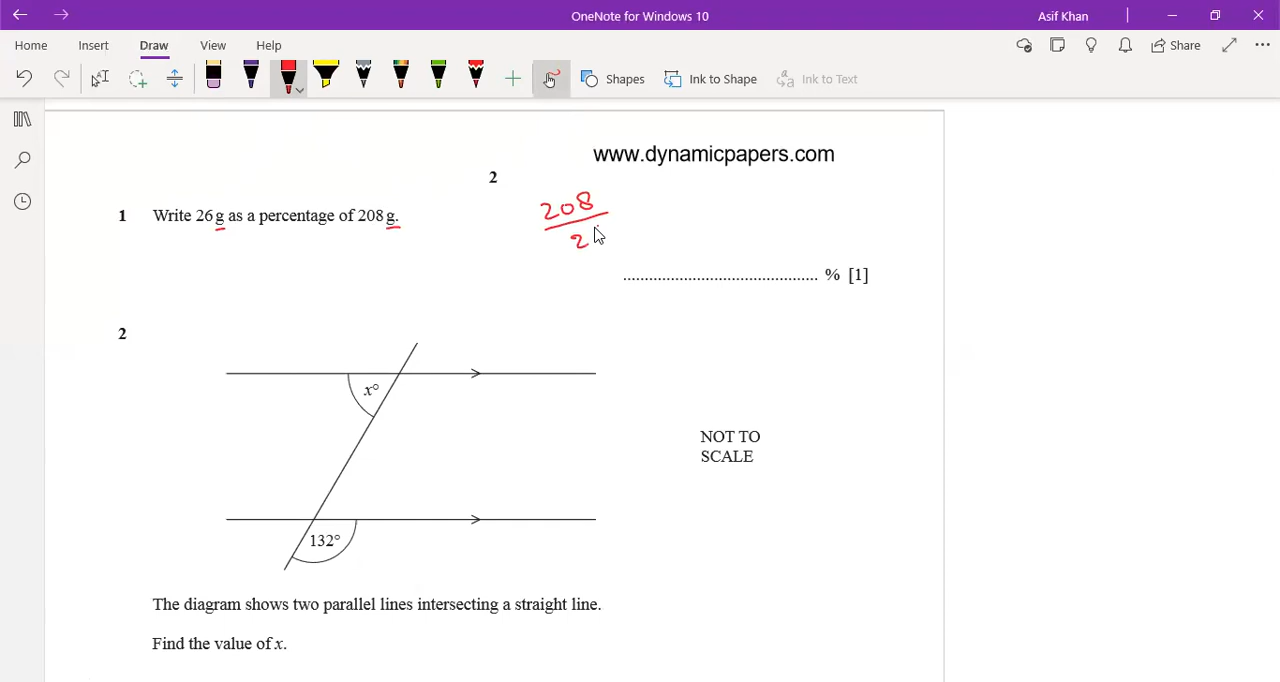 OneNote for Windows 10
Asif Khan
Home Insert Draw View Help
Share
Shapes Ink to Shape Ink to Text
www.dynamicpapers.com
2
1 Write 26 g as a percentage of 208 g.
208
2
% [1]
2
x°
NOT TO
SCALE
132°
The diagram shows two parallel lines intersecting a straight line.
Find the value of x.